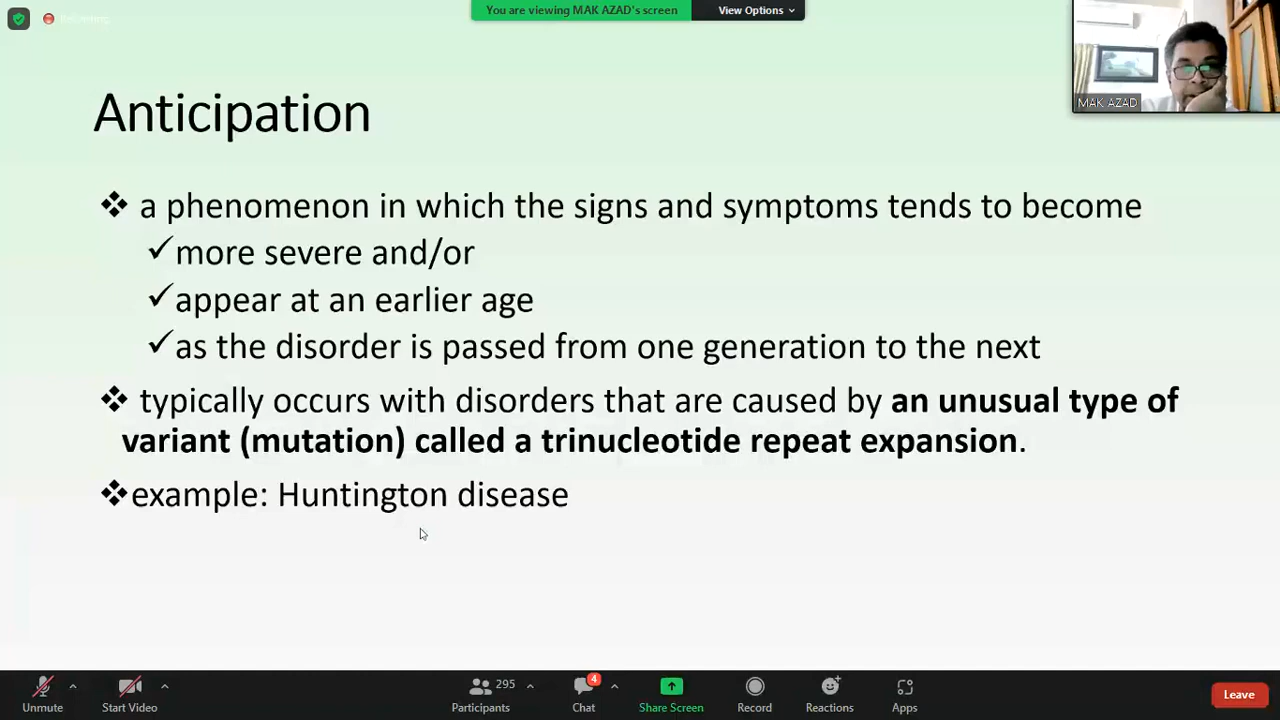 Recording
You are viewing MAK AZAD's screen
View Options
MAK AZAD
Anticipation
❖ a phenomenon in which the signs and symptoms tends to become
✓more severe and/or
✓appear at an earlier age
✓as the disorder is passed from one generation to the next
❖ typically occurs with disorders that are caused by an unusual type of
variant (mutation) called a trinucleotide repeat expansion.
❖example: Huntington disease
Unmute
Start Video
295
Participants
4
Chat
Share Screen
Record
Reactions
Apps
Leave